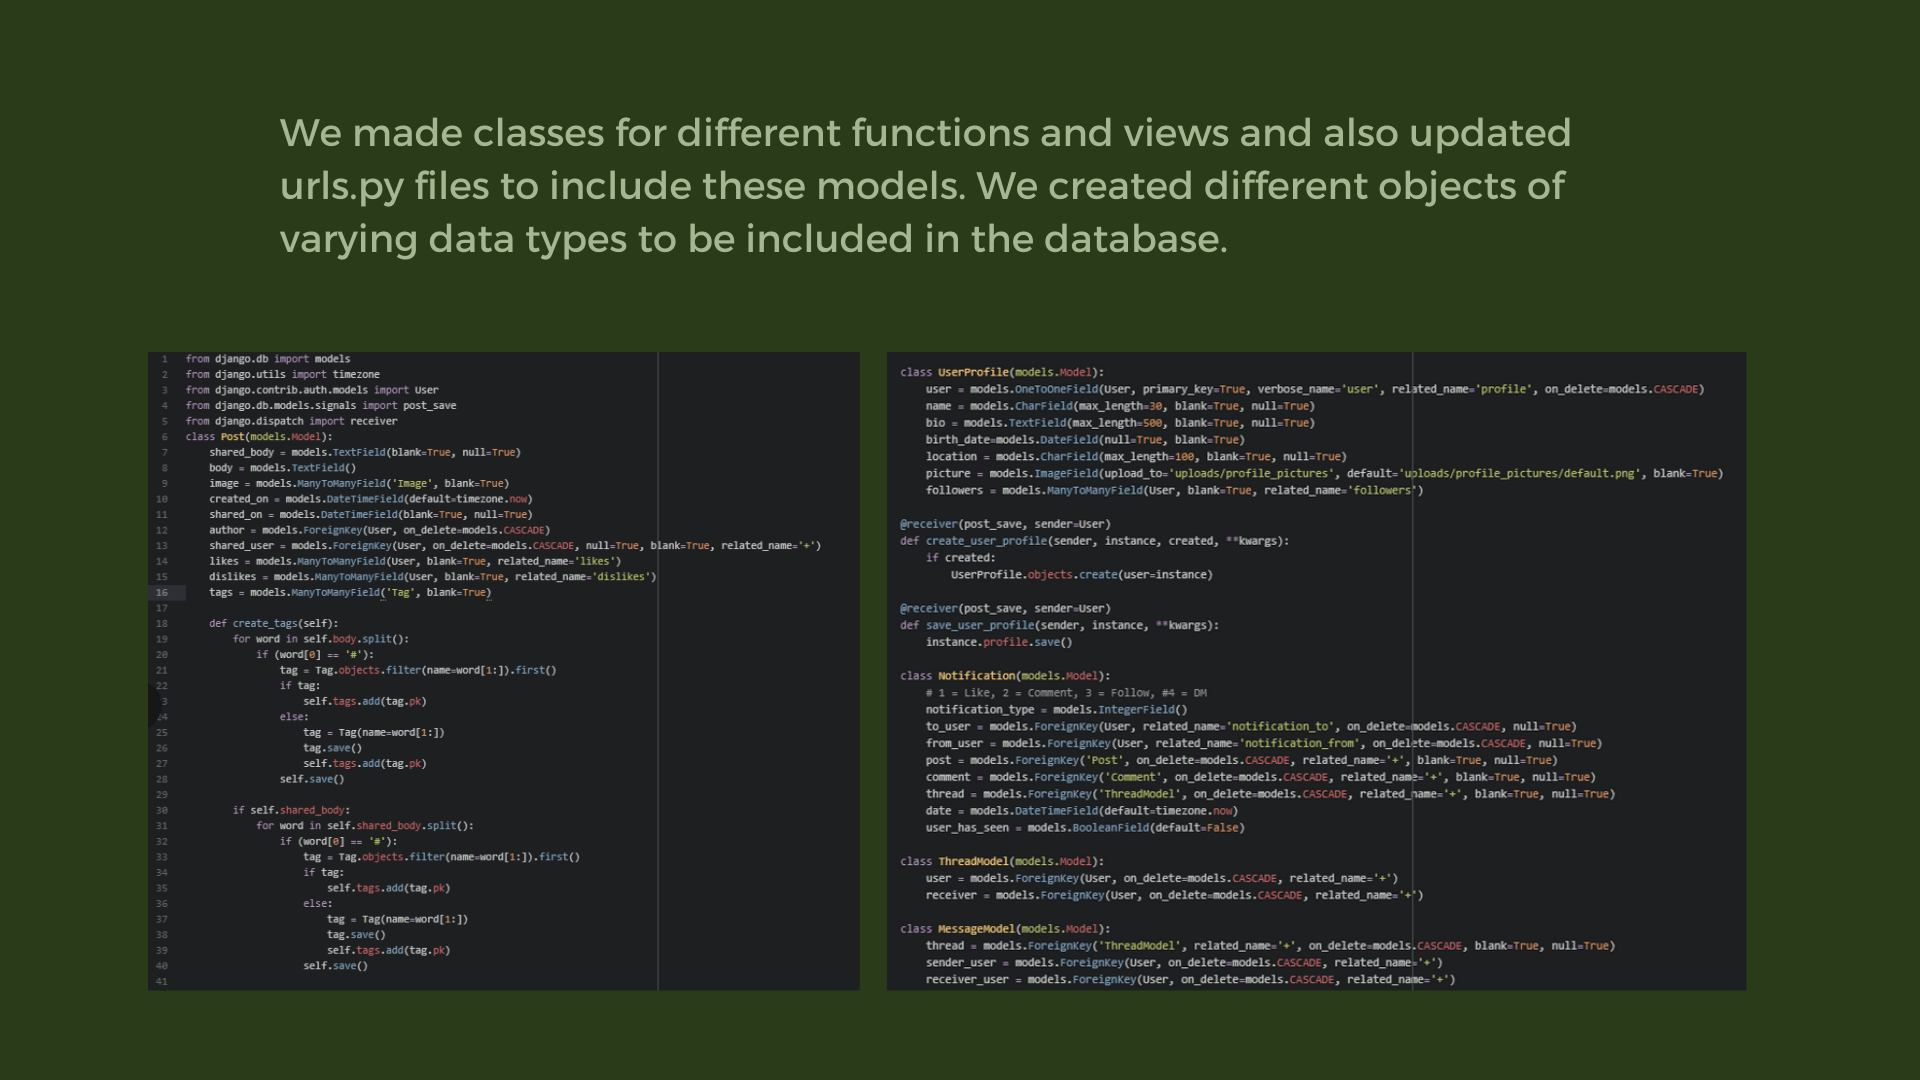 We made classes for different functions and views and also updated
urls.py files to include these models. We created different objects of
varying data types to be included in the database.
1 from django.db import models
2 from django.utils import timezone
3 from django.contrib.auth.models import User
4 from django.db.models.signals import post_save
5 from django.dispatch import receiver
6 class Post(models.Model):
7 shared_body = models.TextField(blank=True, null=True)
8 body = models.TextField()
9 image = models.ManyToManyField('Image', blank=True)
10 created_on = models.DateTimeField(default=timezone.now)
11 shared_on = models.DateTimeField(blank=True, null=True)
12 author = models.ForeignKey(User, on_delete=models.CASCADE)
13 shared_user = models.ForeignKey(User, on_delete=models.CASCADE, null=True, blank=True, related_name='+')
14 likes = models.ManyToManyField(User, blank=True, related_name='likes')
15 dislikes = models.ManyToManyField(User, blank=True, related_name='dislikes')
16 tags = models.ManyToManyField('Tag', blank=True)
17
18 def create_tags(self):
19 for word in self.body.split():
20 if (word[0] == '#'):
21 tag = Tag.objects.filter(name=word[1:]).first()
22 if tag:
3 self.tags.add(tag.pk)
24 else:
25 tag = Tag(name=word[1:])
26 tag.save()
27 self.tags.add(tag.pk)
28 self.save()
29
30 if self.shared_body:
31 for word in self.shared_body.split():
32 if (word[0] == '#'):
33 tag = Tag.objects.filter(name=word[1:]).first()
34 if tag:
35 self.tags.add(tag.pk)
36 else:
37 tag = Tag(name=word[1:])
38 tag.save()
39 self.tags.add(tag.pk)
40 self.save()
41
class UserProfile(models.Model):
user = models.OneToOneField(User, primary_key=True, verbose_name='user', related_name='profile', on_delete=models.CASCADE)
name = models.CharField(max_length=30, blank=True, null=True)
bio = models.TextField(max_length=500, blank=True, null=True)
birth_date=models.DateField(null=True, blank=True)
location = models.CharField(max_length=100, blank=True, null=True)
picture = models.ImageField(upload_to='uploads/profile_pictures', default='uploads/profile_pictures/default.png', blank=True)
followers = models.ManyToManyField(User, blank=True, related_name='followers')
@receiver(post_save, sender=User)
def create_user_profile(sender, instance, created, **kwargs):
if created:
UserProfile.objects.create(user=instance)
@receiver(post_save, sender=User)
def save_user_profile(sender, instance, **kwargs):
instance.profile.save()
class Notification(models.Model):
# 1 = Like, 2 = Comment, 3 = Follow, #4 = DM
notification_type = models.IntegerField()
to_user = models.ForeignKey(User, related_name='notification_to', on_delete=models.CASCADE, null=True)
from_user = models.ForeignKey(User, related_name='notification_from', on_delete=models.CASCADE, null=True)
post = models.ForeignKey('Post', on_delete=models.CASCADE, related_name='+', blank=True, null=True)
comment = models.ForeignKey('Comment', on_delete=models.CASCADE, related_name='+', blank=True, null=True)
thread = models.ForeignKey('ThreadModel', on_delete=models.CASCADE, related_name='+', blank=True, null=True)
date = models.DateTimeField(default=timezone.now)
user_has_seen = models.BooleanField(default=False)
class ThreadModel(models.Model):
user = models.ForeignKey(User, on_delete=models.CASCADE, related_name='+')
receiver = models.ForeignKey(User, on_delete=models.CASCADE, related_name='+')
class MessageModel(models.Model):
thread = models.ForeignKey('ThreadModel', related_name='+', on_delete=models.CASCADE, blank=True, null=True)
sender_user = models.ForeignKey(User, on_delete=models.CASCADE, related_name='+')
receiver_user = models.ForeignKey(User, on_delete=models.CASCADE, related_name='+')